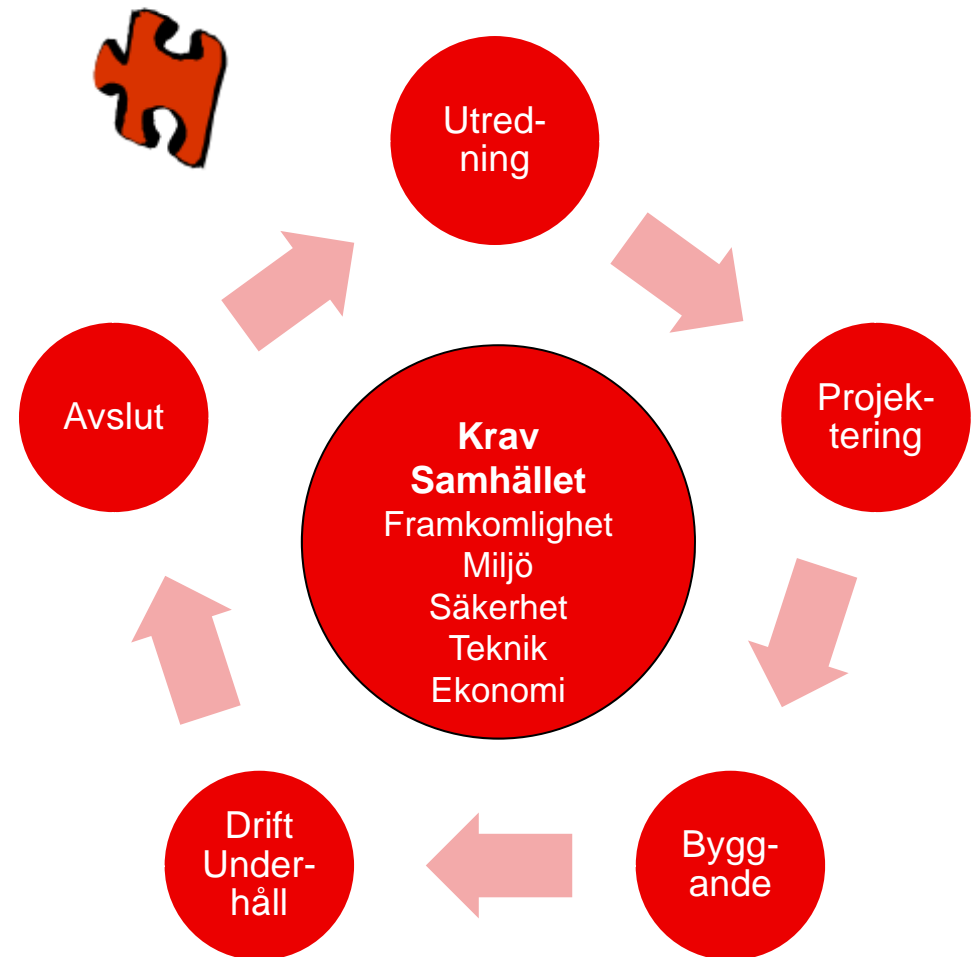 Utred-
ning
Projek-
tering
Bygg-
ande
Drift
Under-
håll
Avslut
Krav
Samhället
Framkomlighet
Miljö
Säkerhet
Teknik
Ekonomi